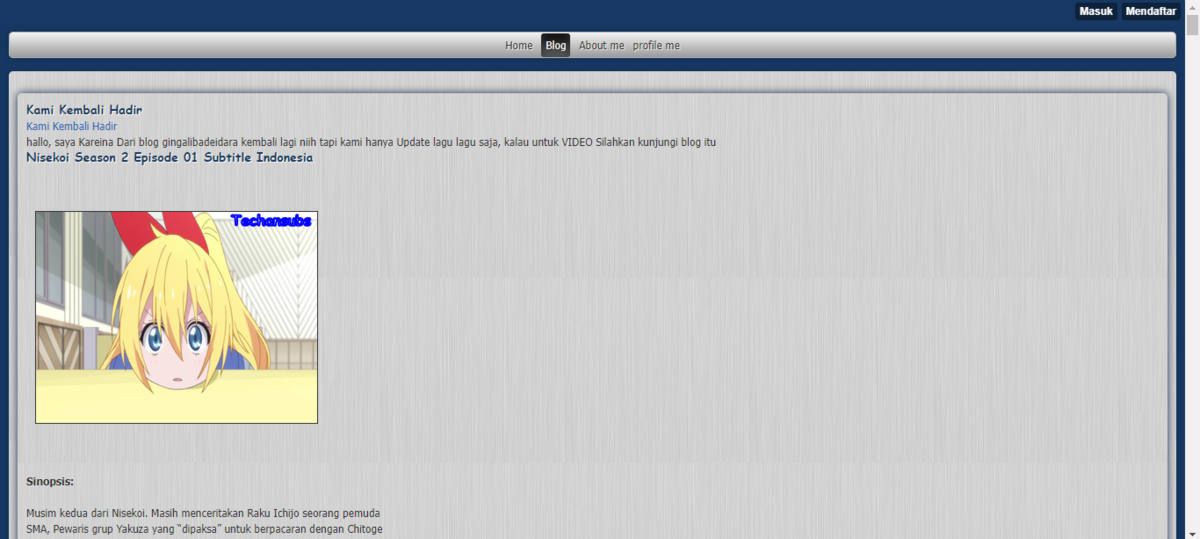 Masuk Mendaftar
Home Blog About me profile me
Kami Kembali Hadir
Kami Kembali Hadir
hallo, saya Kareina Dari blog gingalibadeidara kembali lagi niih tapi kami hanya Update lagu lagu saja, kalau untuk VIDEO Silahkan kunjungi blog itu
Nisekoi Season 2 Episode 01 Subtitle Indonesia
Techansubs
Sinopsis:
Musim kedua dari Nisekoi. Masih menceritakan Raku Ichijo seorang pemuda
SMA, Pewaris grup Yakuza yang “dipaksa” untuk berpacaran dengan Chitoge